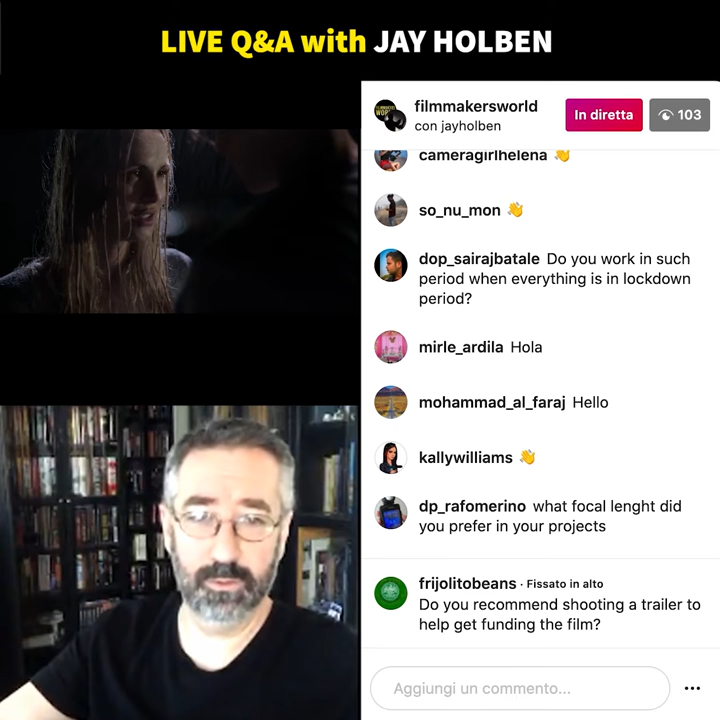 LIVE Q&A with JAY HOLBEN
filmmakersworld
con jayholben
In diretta
103
cameragirlhelena 👋
so_nu_mon 👋
dop_sairajbatale Do you work in such
period when everything is in lockdown
period?
mirle_ardila Hola
mohammad_al_faraj Hello
kallywilliams 👋
dp_rafomerino what focal lenght did
you prefer in your projects
frijolitobeans · Fissato in alto
Do you recommend shooting a trailer to
help get funding the film?
Aggiungi un commento...